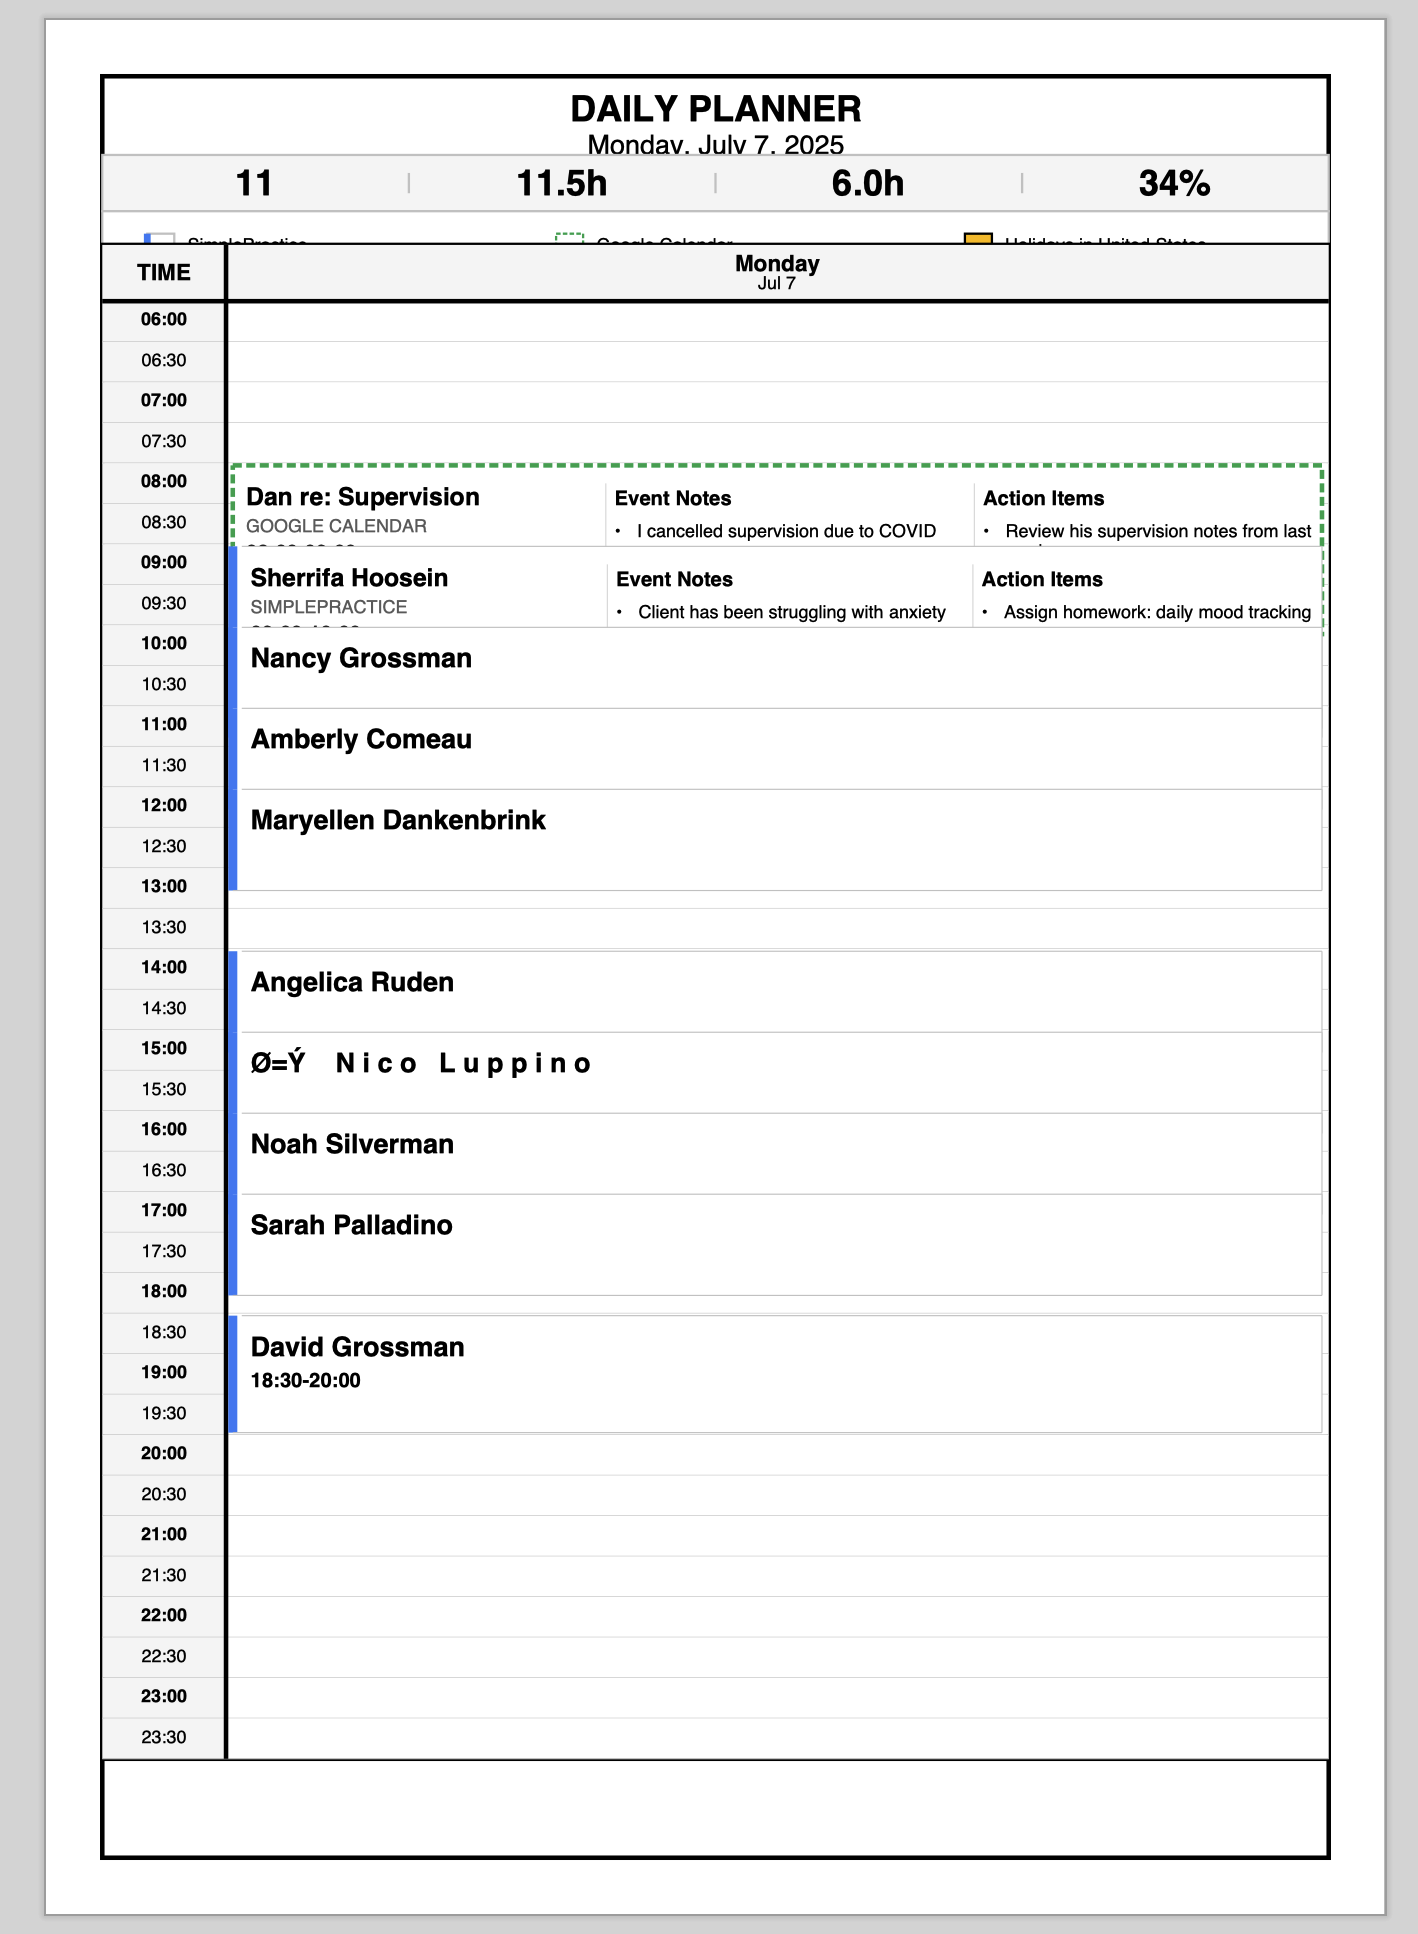 DAILY PLANNER
Monday, July 7, 2025
11 11.5h 6.0h 34%
SimplePractice Google Calendar Holidays in United States
TIME Monday
Jul 7
06:00
06:30
07:00
07:30
08:00 Dan re: Supervision Event Notes Action Items
08:30 GOOGLE CALENDAR • I cancelled supervision due to COVID • Review his supervision notes from last
09:00 Sherrifa Hoosein Event Notes Action Items
09:30 SIMPLEPRACTICE • Client has been struggling with anxiety • Assign homework: daily mood tracking
10:00 Nancy Grossman
10:30
11:00 Amberly Comeau
11:30
12:00 Maryellen Dankenbrink
12:30
13:00
13:30
14:00 Angelica Ruden
14:30
15:00 Ø=Ý Nico Luppino
15:30
16:00 Noah Silverman
16:30
17:00 Sarah Palladino
17:30
18:00
18:30 David Grossman
19:00 18:30-20:00
19:30
20:00
20:30
21:00
21:30
22:00
22:30
23:00
23:30